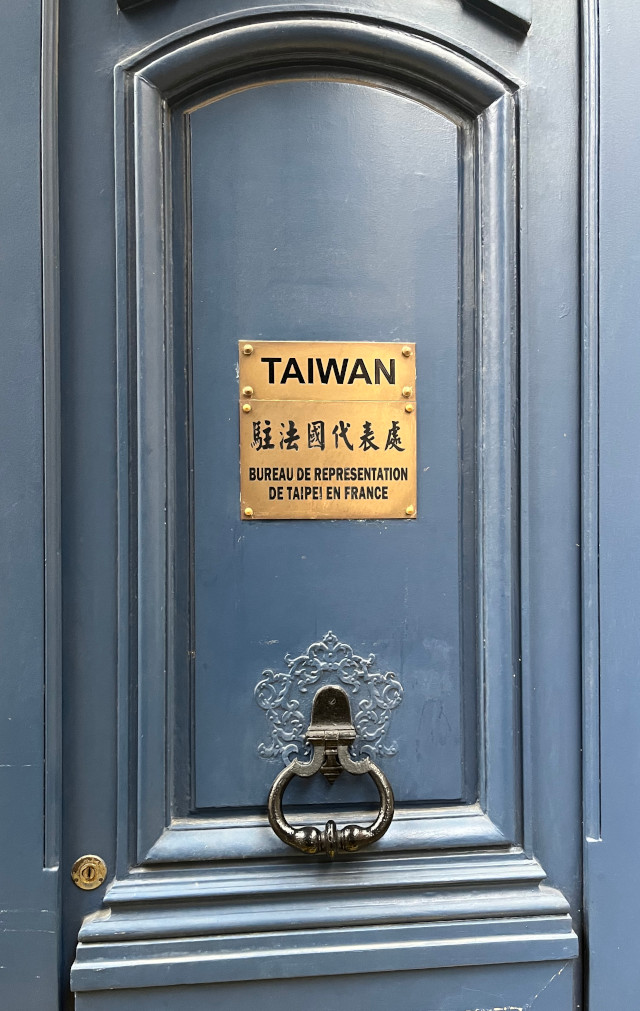 TAIWAN
駐法國代表處
BUREAU DE REPRESENTATION
DE TAIPEI EN FRANCE